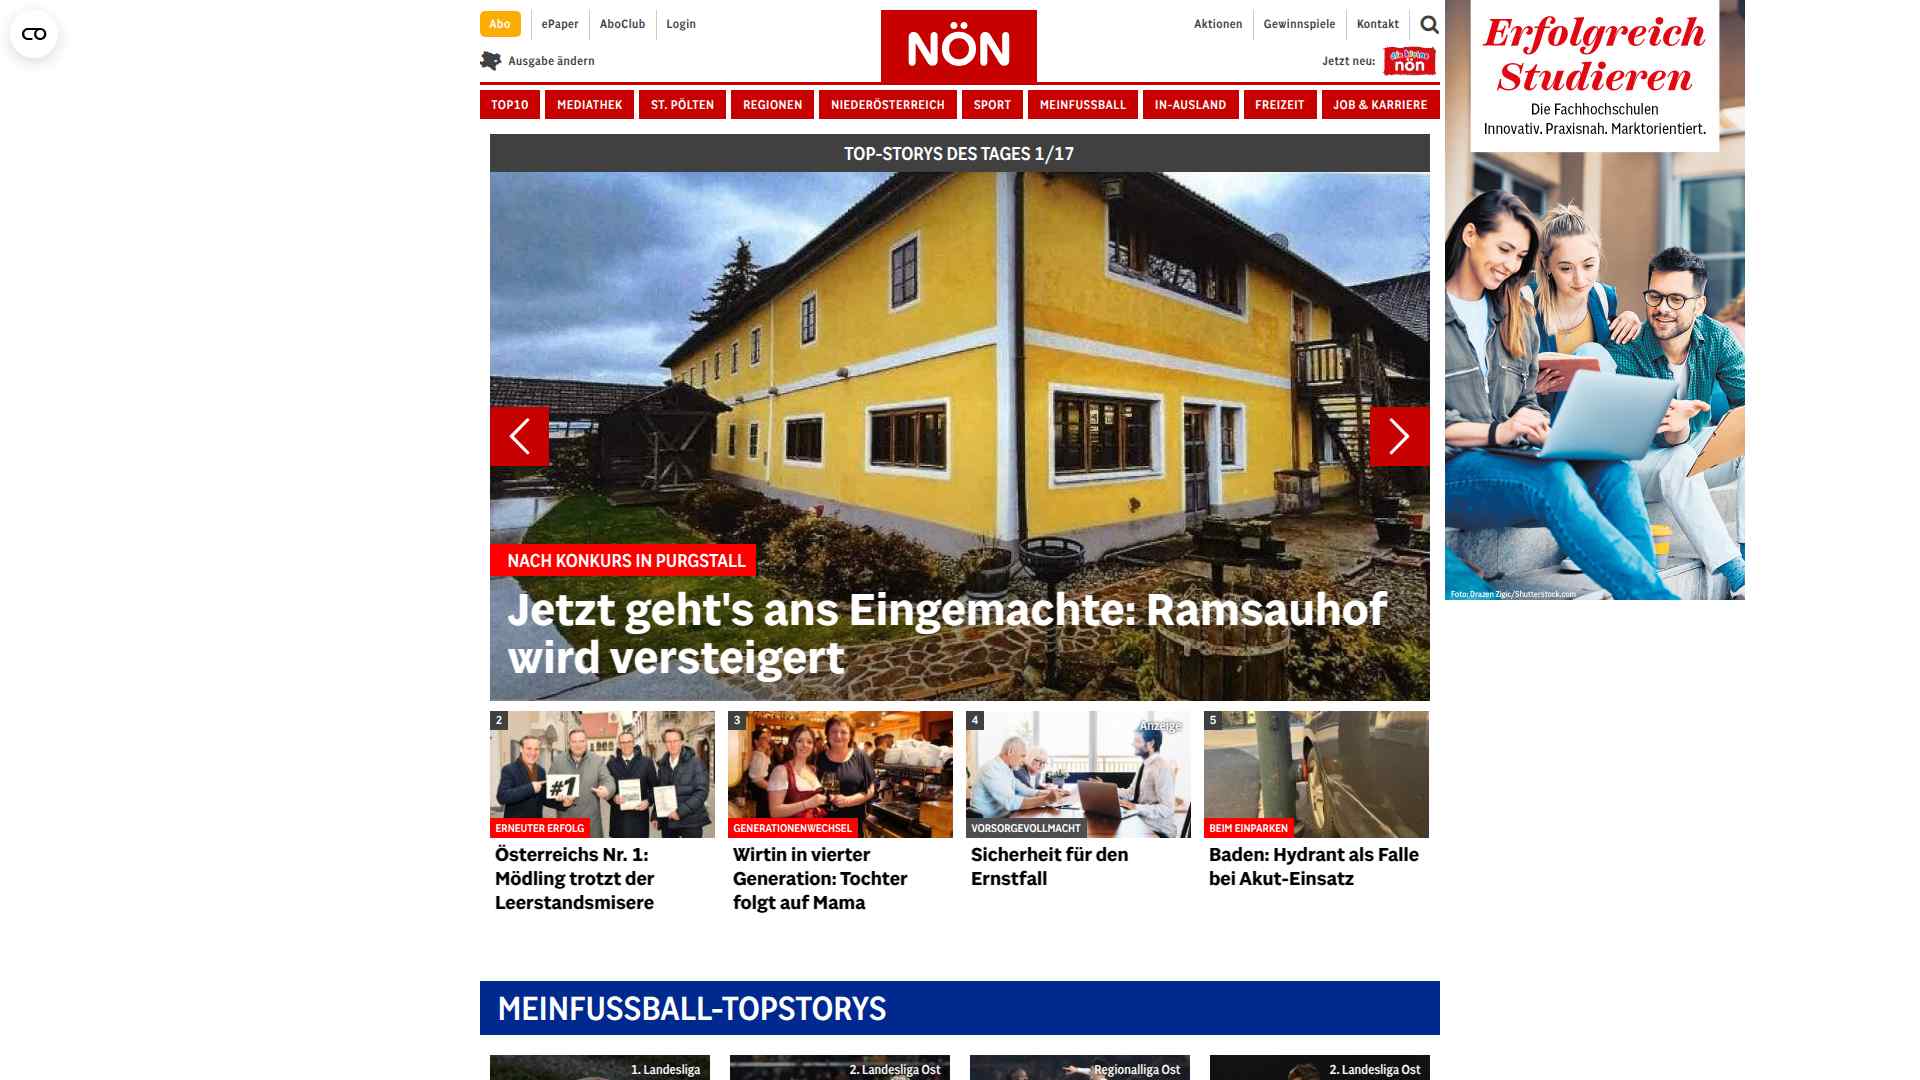 Abo
ePaper
AboClub
Login
NÖN
Aktionen
Gewinnspiele
Kontakt
Ausgabe ändern
Jetzt neu:
die kleine
nön
TOP10
MEDIATHEK
ST. PÖLTEN
REGIONEN
NIEDERÖSTERREICH
SPORT
MEINFUSSBALL
IN-AUSLAND
FREIZEIT
JOB & KARRIERE
Erfolgreich
Studieren
Die Fachhochschulen
Innovativ. Praxisnah. Marktorientiert.
Foto: Drazen Zigic/Shutterstock.com
TOP-STORYS DES TAGES 1/17
NACH KONKURS IN PURGSTALL
Jetzt geht's ans Eingemachte: Ramsauhof
wird versteigert
2
#1
ERNEUTER ERFOLG
Österreichs Nr. 1:
Mödling trotzt der
Leerstandsmisere
3
GENERATIONENWECHSEL
Wirtin in vierter
Generation: Tochter
folgt auf Mama
4
Anzeige
VORSORGEVOLLMACHT
Sicherheit für den
Ernstfall
5
BEIM EINPARKEN
Baden: Hydrant als Falle
bei Akut-Einsatz
MEINFUSSBALL-TOPSTORYS
1. Landesliga
2. Landesliga Ost
Regionalliga Ost
2. Landesliga Ost